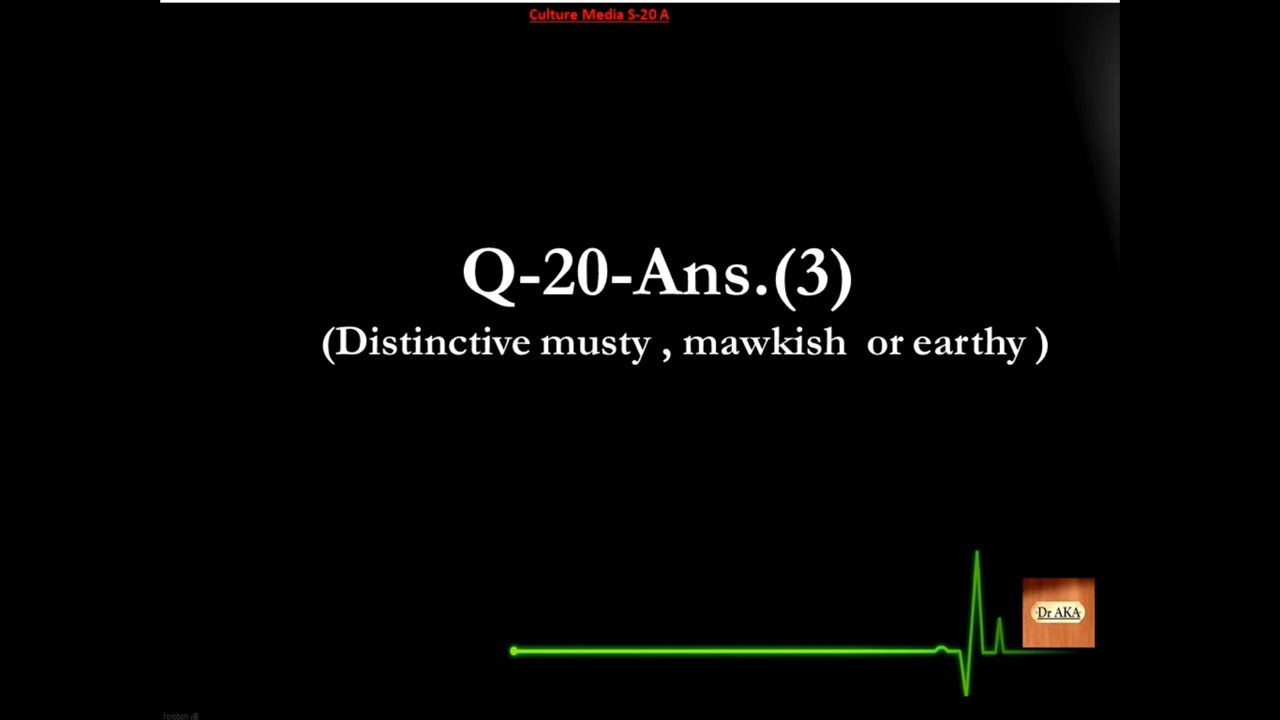 Culture Media S-20 A
Q-20-Ans.(3)
(Distinctive musty , mawkish or earthy )
Dr AKA